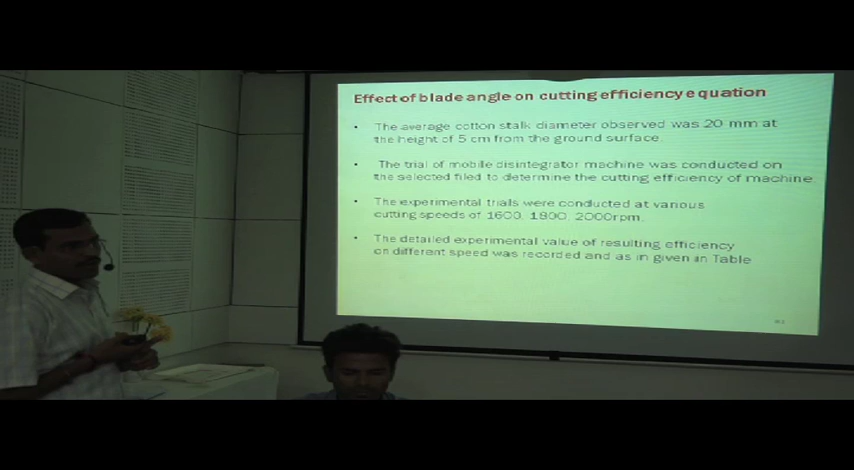 Effect of blade angle on cutting efficiency equation
• The average cotton stalk diameter observed was 20 mm at
the height of 5 cm from the ground surface.
• The trial of mobile disintegrator machine was conducted on
the selected filed to determine the cutting efficiency of machine
• The experimental trials were conducted at various
cutting speeds of 1600, 1800, 2000rpm.
• The detailed experimental value of resulting efficiency
on different speed was recorded and as in given in Table